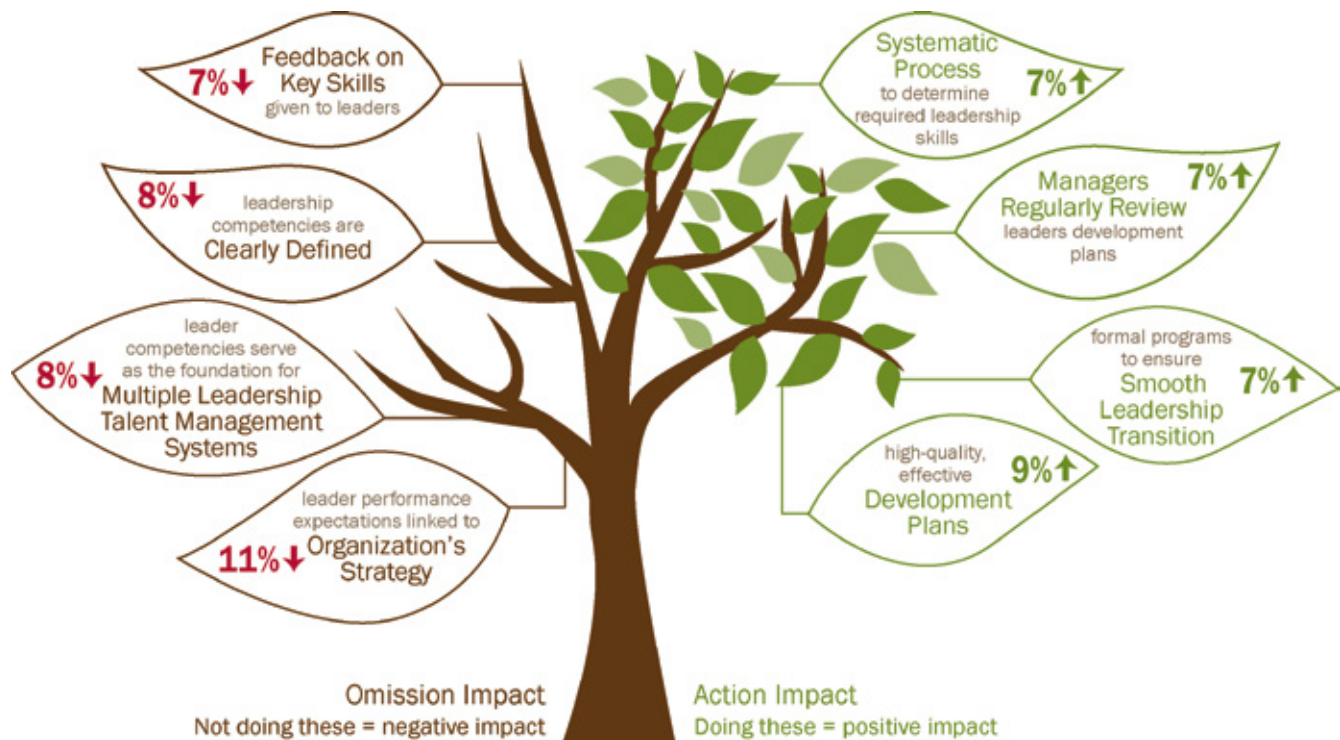 Feedback on
7%↓ Key Skills
given to leaders
8%↓
leadership
competencies are
Clearly Defined
leader
competencies serve
as the foundation for
8%↓ Multiple Leadership
Talent Management
Systems
leader performance
expectations linked to
11%↓ Organization's
Strategy
Systematic
Process 7%↑
to determine
required leadership
skills
7%↑
Managers
Regularly Review
leaders development
plans
formal programs
to ensure
Smooth 7%↑
Leadership
Transition
high-quality,
effective 9%↑
Development
Plans
Omission Impact
Not doing these = negative impact
Action Impact
Doing these = positive impact